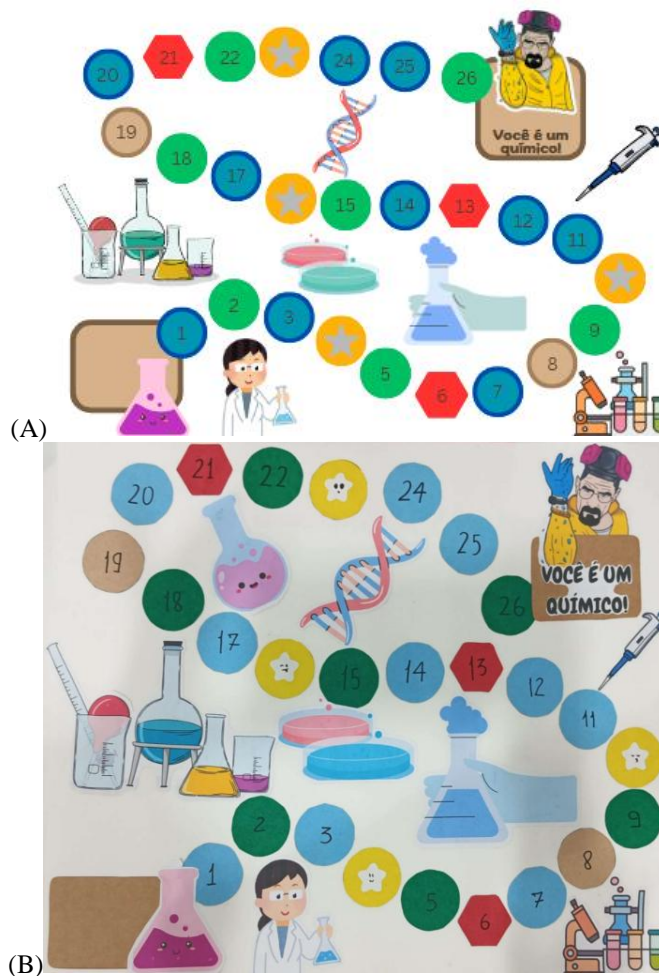 21 22 24 25 26
20
Você é um
químico!
19
18
17 15 14 13 12 11
2 9
1 3 8
5 6 7
(A)
21 22
20 24
25
19
VOCÊ É UM
QUÍMICO!
18 26
17
15 14 13 12 11
2 3 9
1 8
5 6 7
(B)